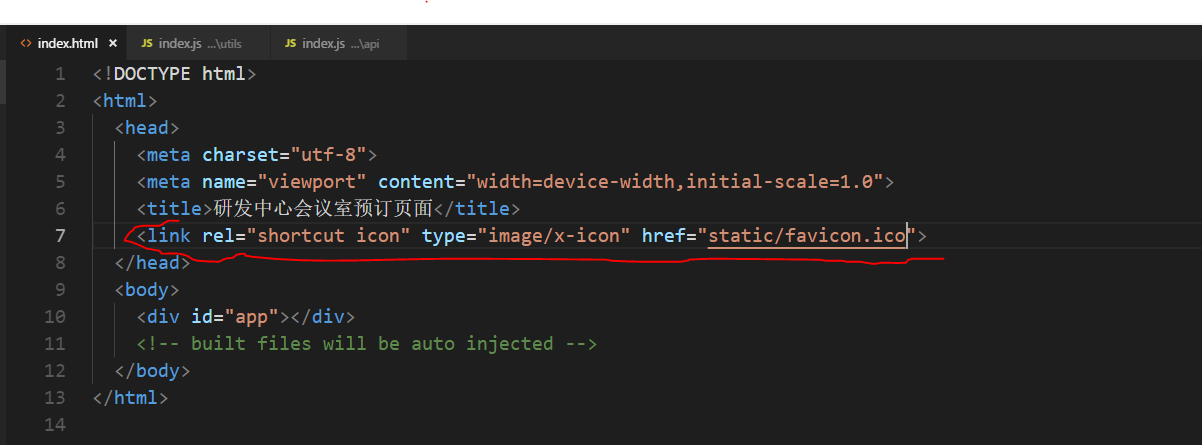 <> index.html × JS index.js ...\utils JS index.js ...\api
1 <!DOCTYPE html>
2 <html>
3 <head>
4 <meta charset="utf-8">
5 <meta name="viewport" content="width=device-width,initial-scale=1.0">
6 <title>研发中心会议室预订页面</title>
7 <link rel="shortcut icon" type="image/x-icon" href="static/favicon.ico">
8 </head>
9 <body>
10 <div id="app"></div>
11 <!-- built files will be auto injected -->
12 </body>
13 </html>
14